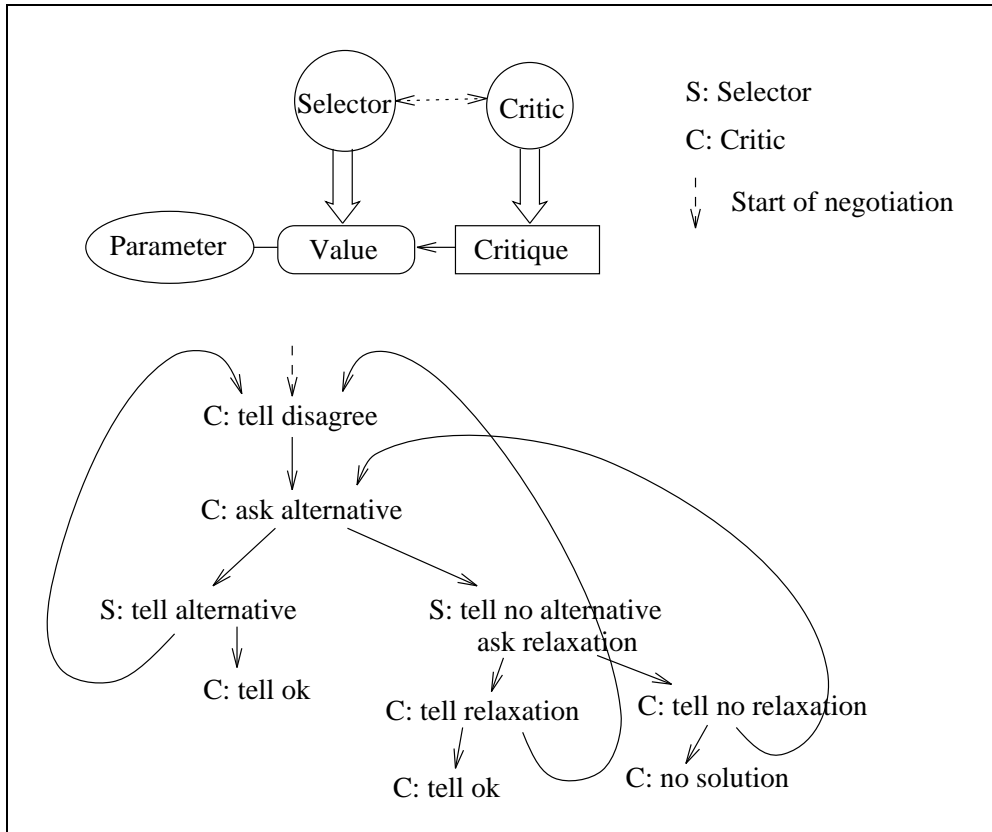 Selector
Critic
S: Selector
C: Critic
Start of negotiation
Parameter
Value
Critique
C: tell disagree
C: ask alternative
S: tell alternative
S: tell no alternative
ask relaxation
C: tell ok
C: tell relaxation
C: tell no relaxation
C: tell ok
C: no solution